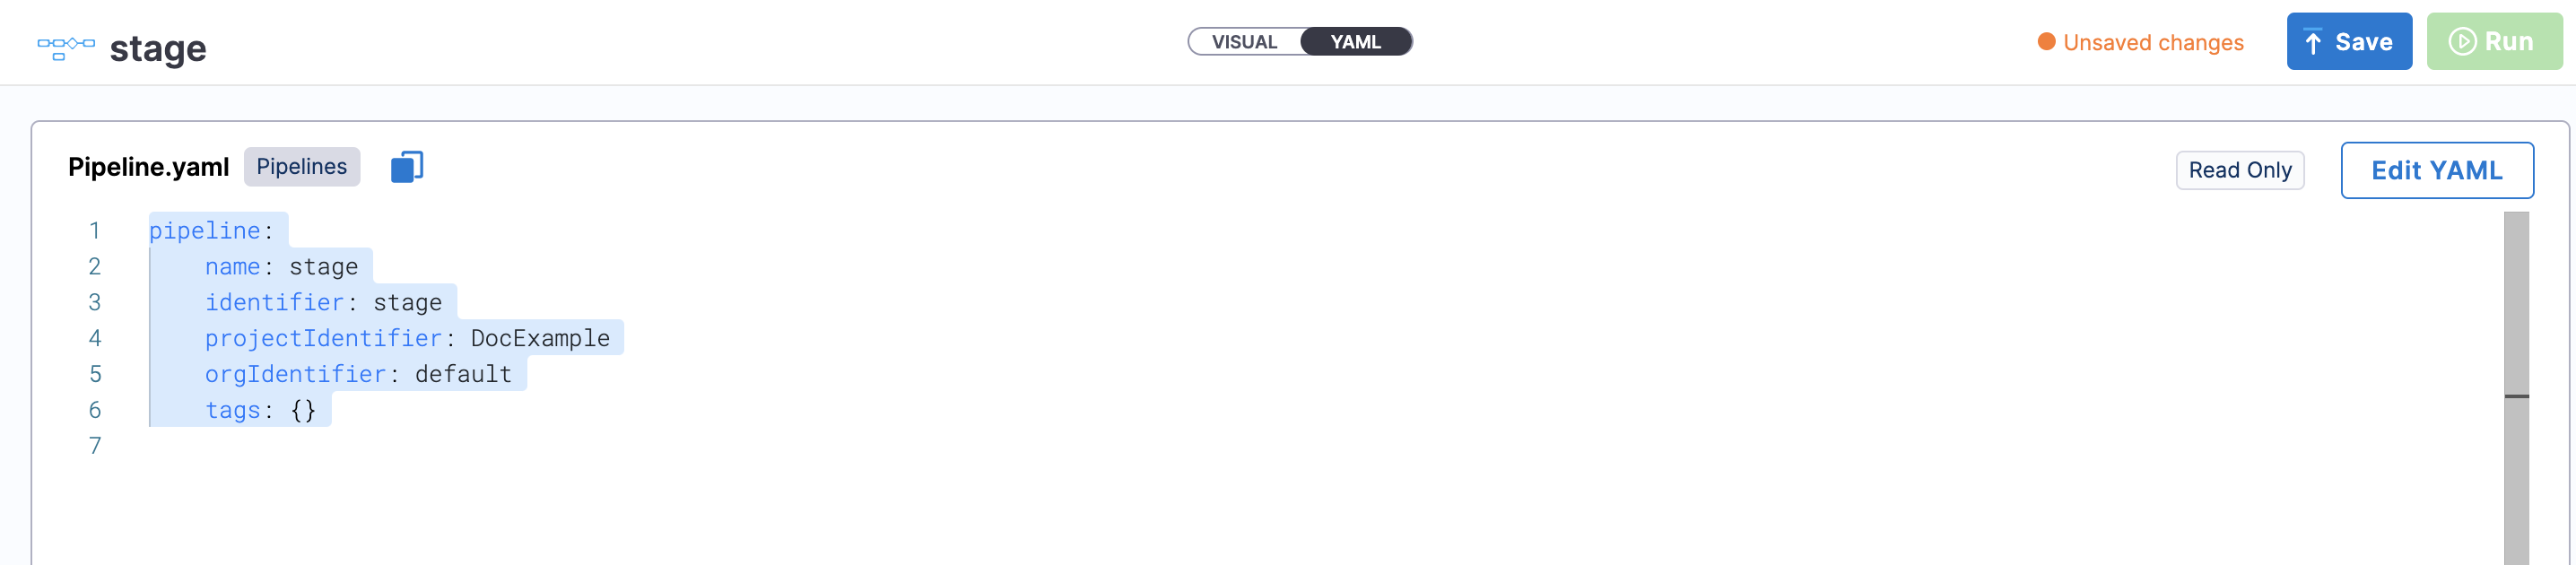 stage
VISUAL YAML
Unsaved changes
Save
Run
Pipeline.yaml Pipelines
Read Only
Edit YAML
1 pipeline:
2     name: stage
3     identifier: stage
4     projectIdentifier: DocExample
5     orgIdentifier: default
6     tags: {}
7